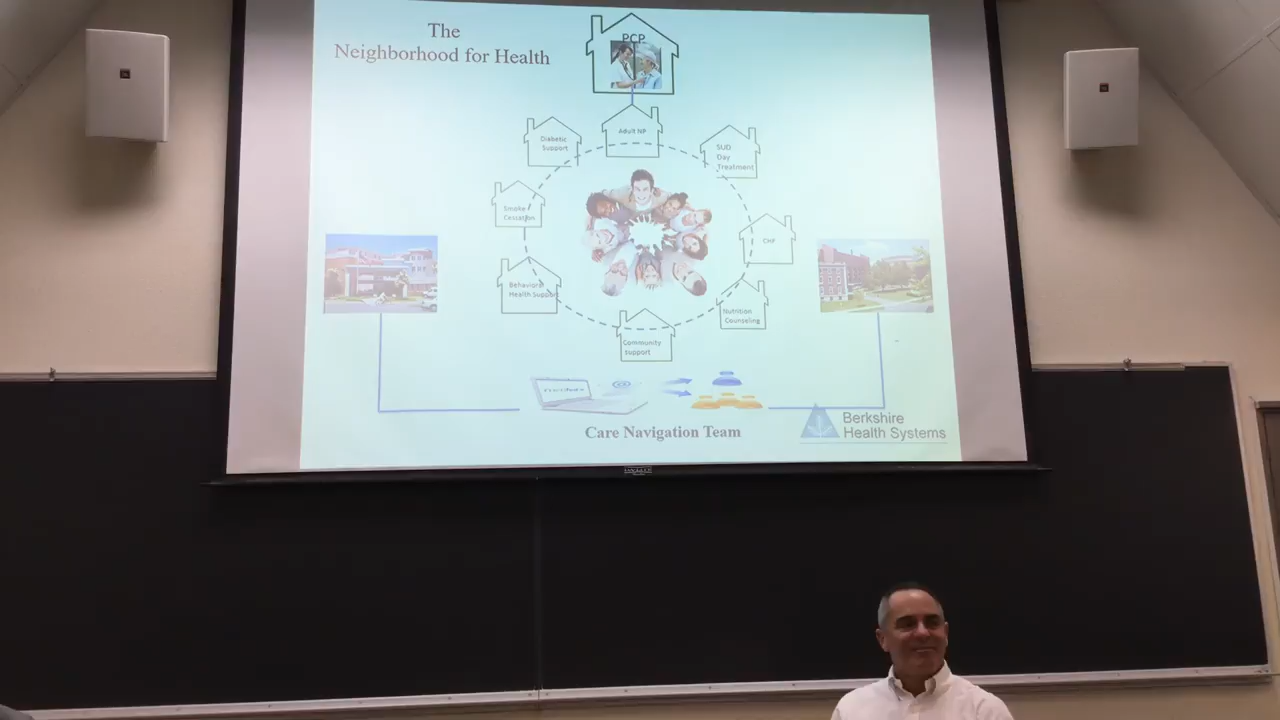 The
Neighborhood for Health
PCP
Adult NP
Diabetic
Support
SUD
Day
Treatment
Smoke
Cessation
CHF
Behavioral
Health Support
Nutrition
Counseling
Community
support
Care Navigation Team
Berkshire
Health Systems